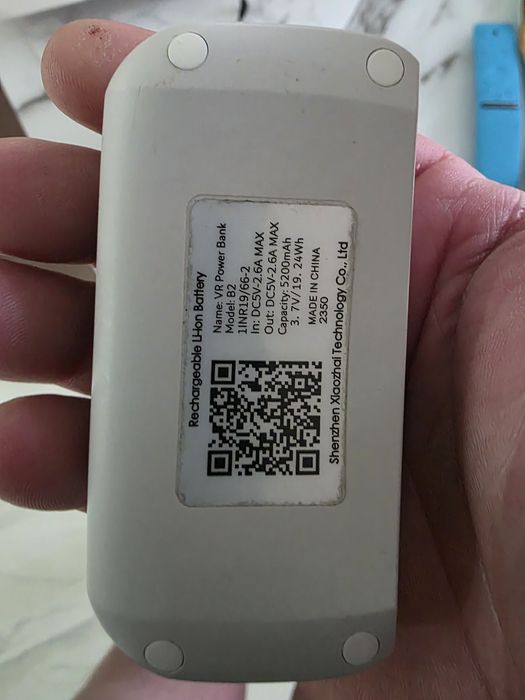 Rechargeable Li-ion Battery
Name: VR Power Bank
Model: B2
1INR19/66-2
In: DC5V-2.6A MAX
Out: DC5V-2.6A MAX
Capacity: 5200mAh
3. 7V/19. 24Wh
MADE IN CHINA
2350
Shenzhen Xiaozhai Technology Co., Ltd